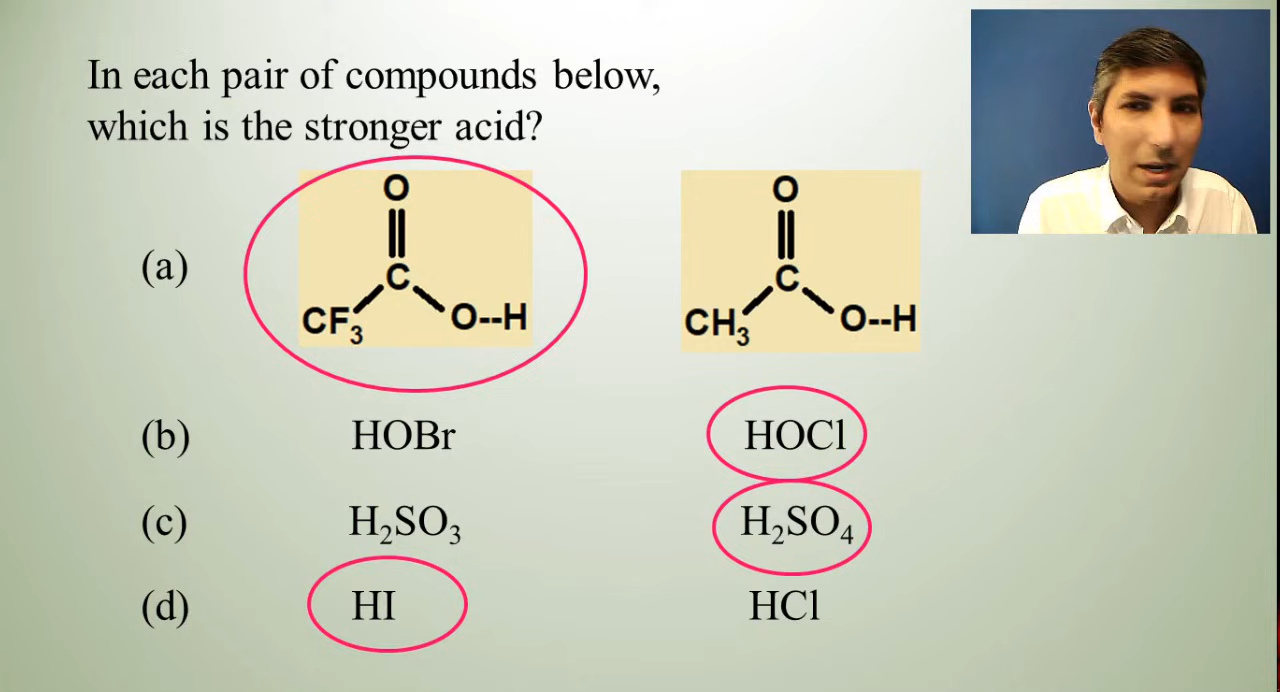 In each pair of compounds below,
which is the stronger acid?
(a)
O
C
CF₃
O--H
O
C
CH₃
O--H
(b) HOBr HOCl
(c) H₂SO₃ H₂SO₄
(d) HI HCl